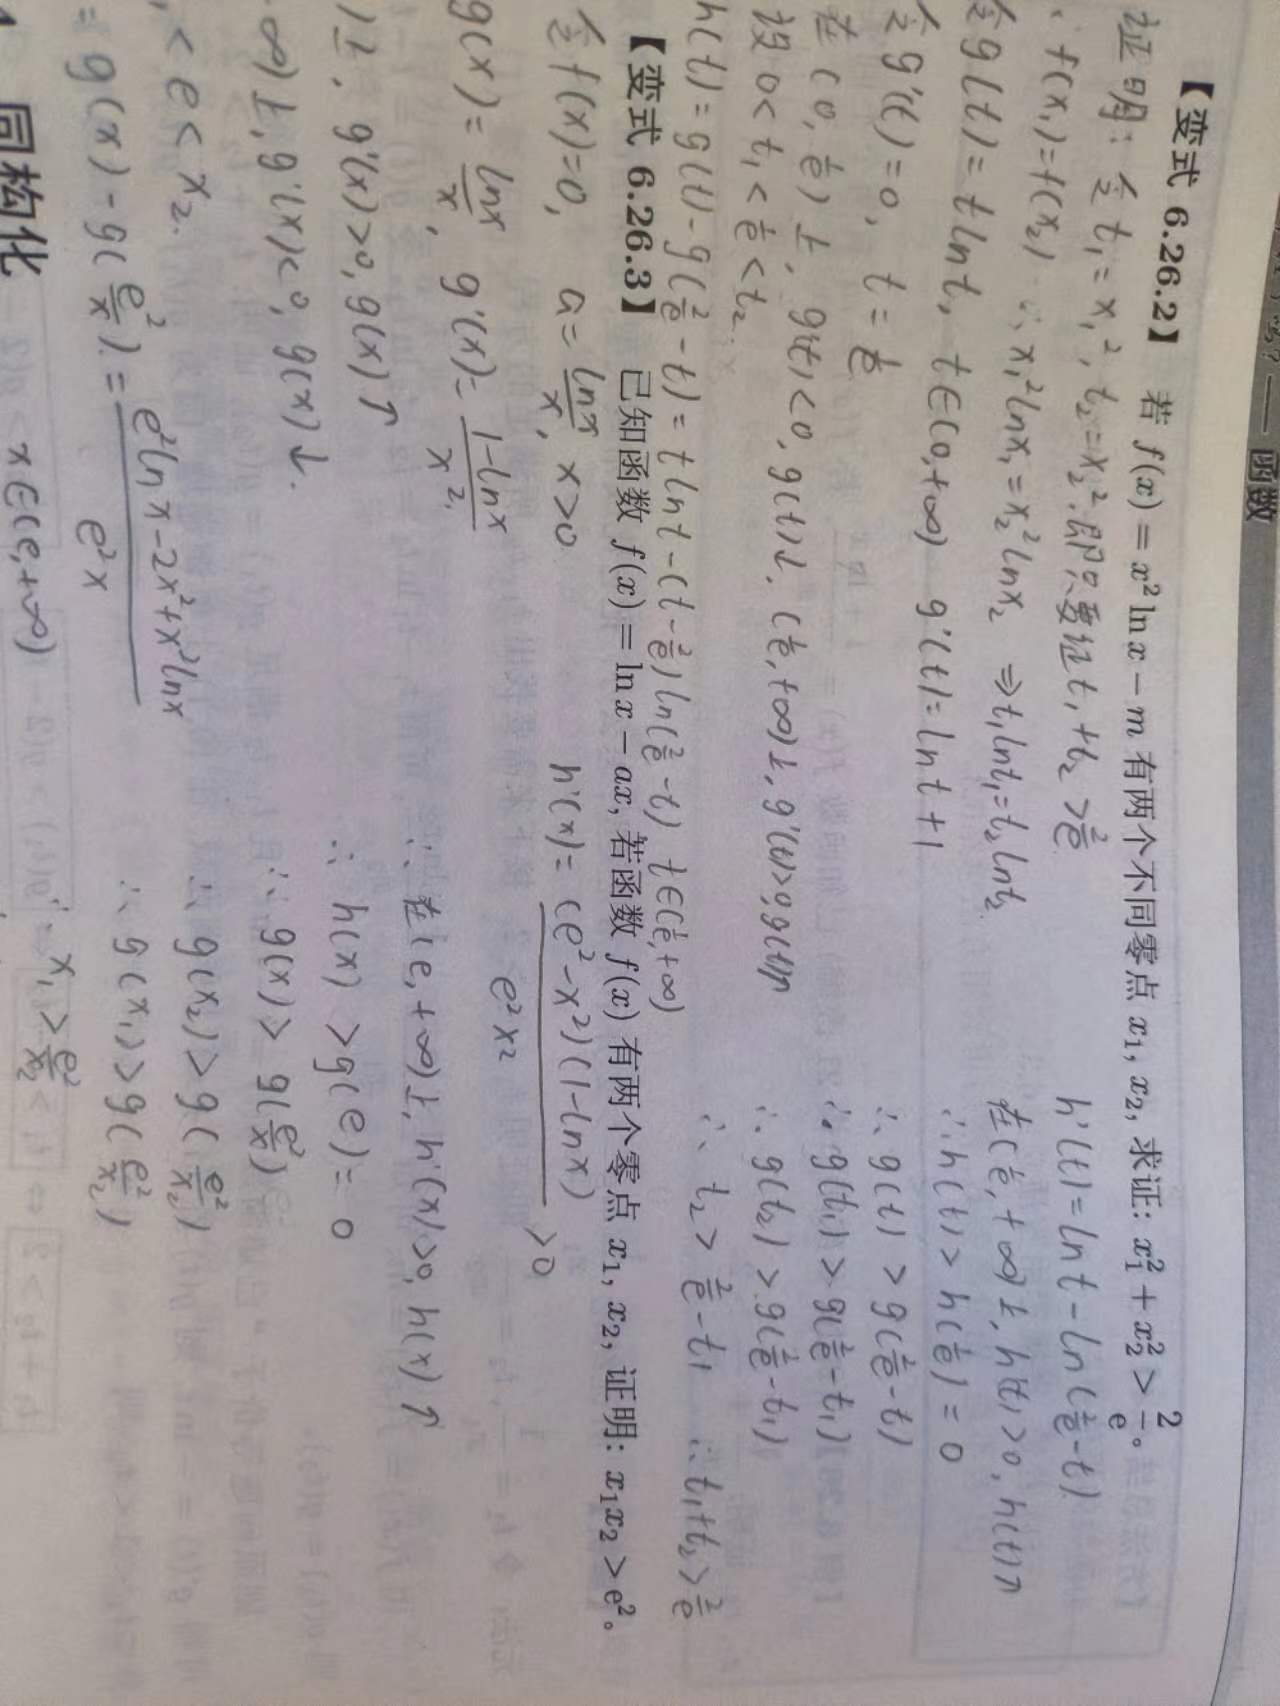 函数
【变式 6.26.2】 若 f(x) = x² ln x − m 有两个不同零点 x₁, x₂, 求证: x₁² + x₂² > 2/e。
证明: 令 t₁ = x₁², t₂ = x₂². 即只要证 t₁ + t₂ > 2/e
∵ f(x₁) = f(x₂) ∴ x₁² ln x₁ = x₂² ln x₂ ⇒ t₁ ln t₁ = t₂ ln t₂
令 g(t) = t ln t, t ∈ (0, +∞) g'(t) = ln t + 1
令 g'(t) = 0, t = 1/e
在 (0, 1/e) 上, g'(t) < 0, g(t)↓. (1/e, +∞) 上, g'(t) > 0, g(t)↑
设 0 < t₁ < 1/e < t₂
h(t) = g(t) − g(2/e − t) = t ln t − (t − 2/e) ln(2/e − t) t ∈ (1/e, +∞)
h'(t) = ln t − ln(2/e − t)
在 (1/e, +∞) 上, h'(t) > 0, h(t)↑
∴ h(t) > h(1/e) = 0
∴ g(t) > g(2/e − t)
∴ g(t₁) > g(2/e − t₁)
∴ g(t₂) > g(2/e − t₁)
∴ t₂ > 2/e − t₁ ∴ t₁ + t₂ > 2/e
【变式 6.26.3】 已知函数 f(x) = ln x − ax, 若函数 f(x) 有两个零点 x₁, x₂, 证明: x₁x₂ > e²。
令 f(x) = 0, a = ln x / x, x > 0
g(x) = ln x / x, g'(x) = (1 − ln x) / x²,
) 上, g'(x) > 0, g(x)↑
∞) 上, g'(x) < 0, g(x)↓.
< e < x₂.
= g(x) − g(e²/x) = (e² ln x − 2x² + x² ln x) / (e² x)
x ∈ (e, +∞)
h'(x) = (e² − x²)(1 − ln x) / (e² x²) > 0
∴ 在 (e, +∞) 上, h'(x) > 0, h(x)↑
∴ h(x) > g(e) = 0
∴ g(x) > g(e²/x)
∴ g(x₂) > g(e²/x₂)
∴ g(x₁) > g(e²/x₂)
∴ x₁ > e²/x₂
同构化